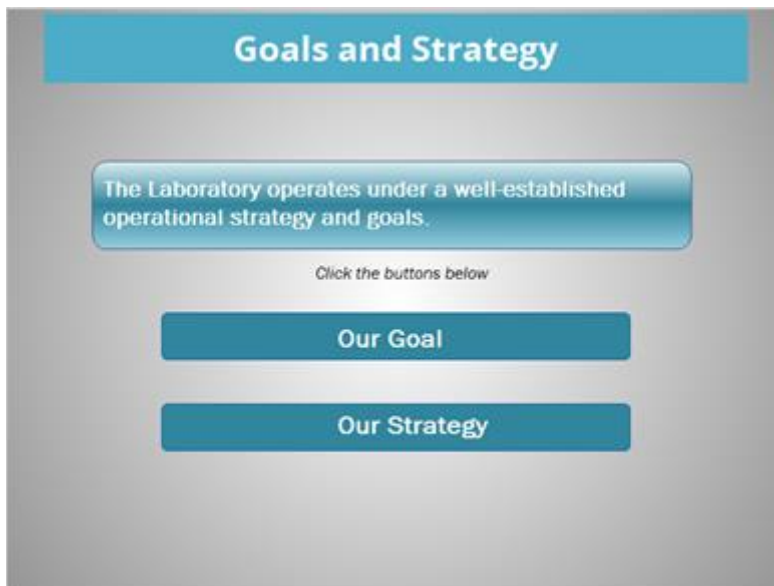 Goals and Strategy
The Laboratory operates under a well-established
operational strategy and goals.
Click the buttons below
Our Goal
Our Strategy